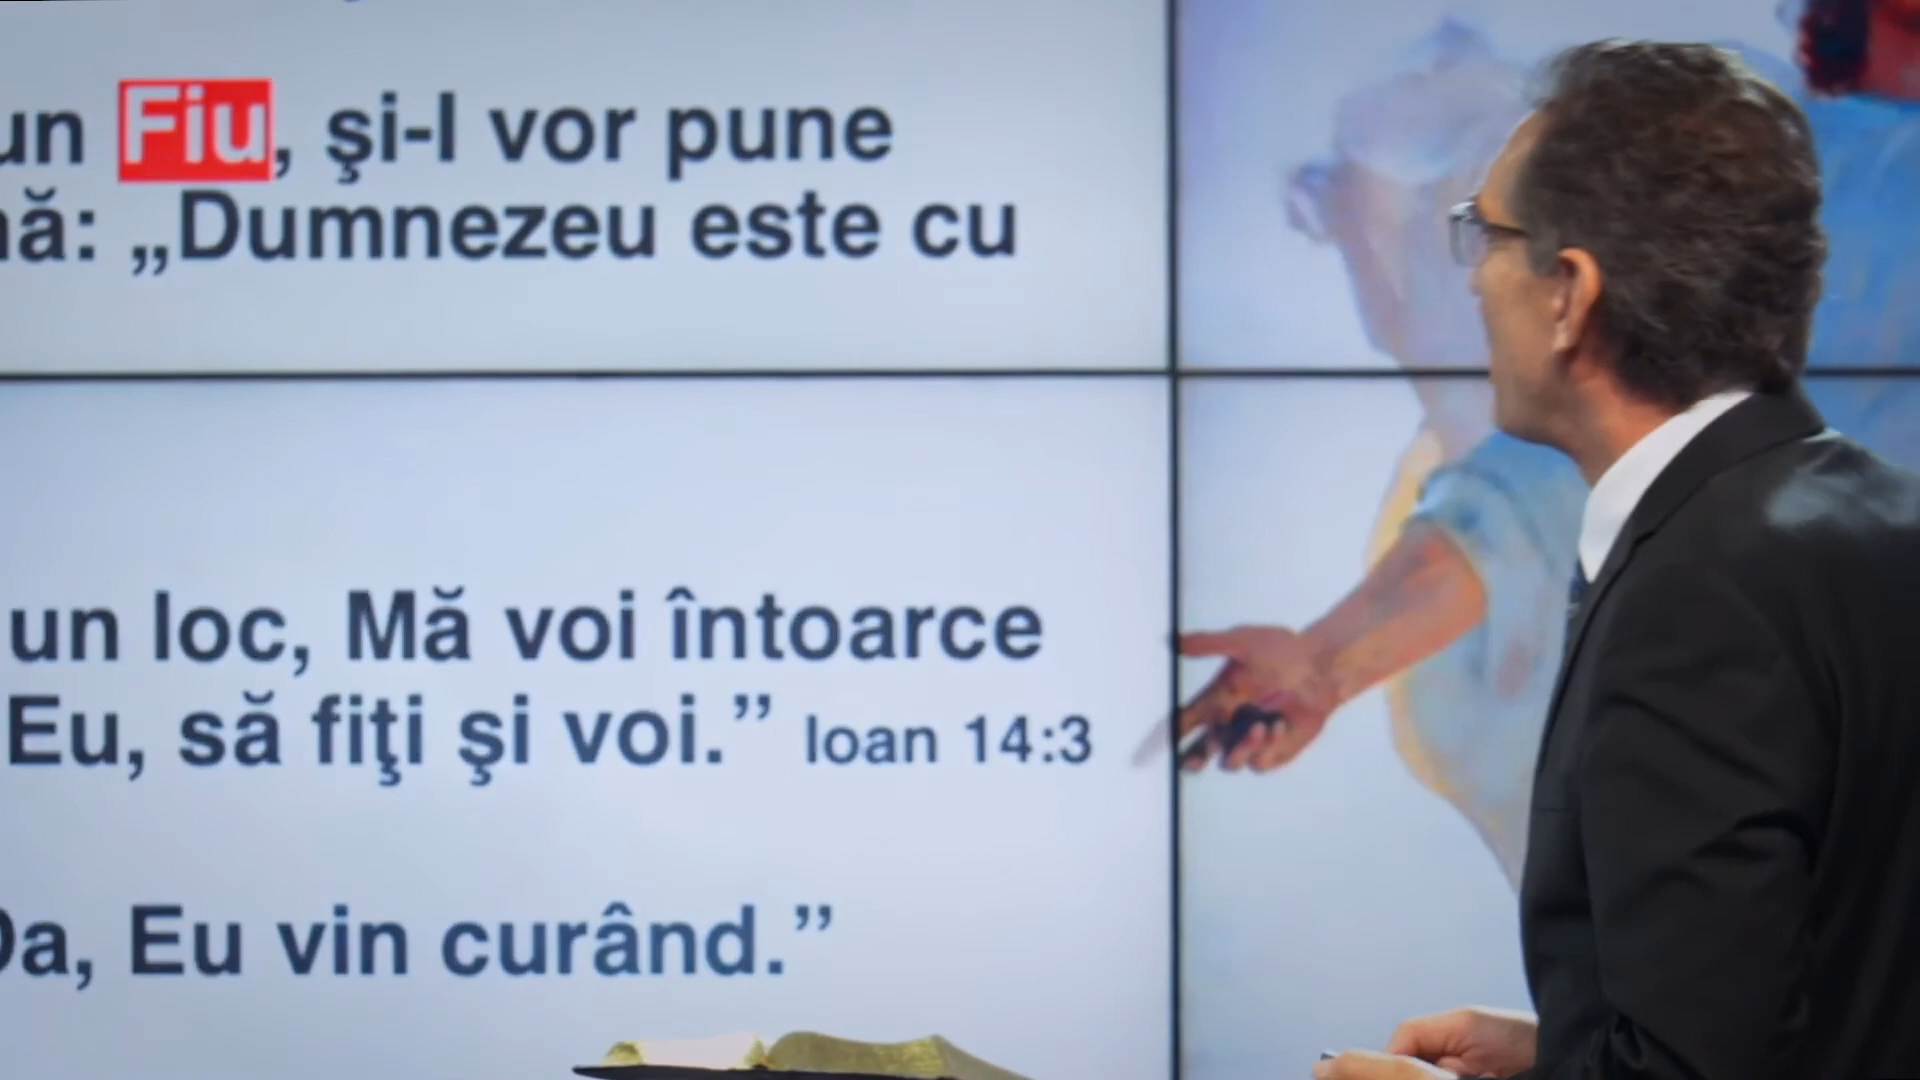 un Fiu, şi-I vor pune
„Dumnezeu este cu
un loc, Mă voi întoarce
Eu, să fiţi şi voi.” Ioan 14:3
Da, Eu vin curând.”